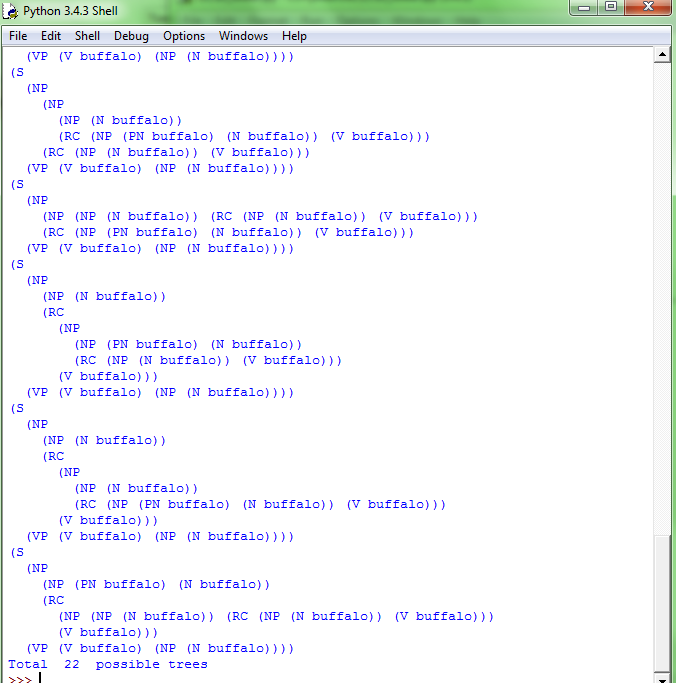 Python 3.4.3 Shell
File Edit Shell Debug Options Windows Help
(VP (V buffalo) (NP (N buffalo))))
(S
(NP
(NP
(NP (N buffalo))
(RC (NP (PN buffalo) (N buffalo)) (V buffalo)))
(RC (NP (N buffalo)) (V buffalo)))
(VP (V buffalo) (NP (N buffalo))))
(S
(NP
(NP (NP (N buffalo)) (RC (NP (N buffalo)) (V buffalo)))
(RC (NP (PN buffalo) (N buffalo)) (V buffalo)))
(VP (V buffalo) (NP (N buffalo))))
(S
(NP
(NP (N buffalo))
(RC
(NP
(NP (PN buffalo) (N buffalo))
(RC (NP (N buffalo)) (V buffalo)))
(V buffalo)))
(VP (V buffalo) (NP (N buffalo))))
(S
(NP
(NP (N buffalo))
(RC
(NP
(NP (N buffalo))
(RC (NP (PN buffalo) (N buffalo)) (V buffalo)))
(V buffalo)))
(VP (V buffalo) (NP (N buffalo))))
(S
(NP
(NP (PN buffalo) (N buffalo))
(RC
(NP (NP (N buffalo)) (RC (NP (N buffalo)) (V buffalo)))
(V buffalo)))
(VP (V buffalo) (NP (N buffalo))))
Total 22 possible trees
>>>